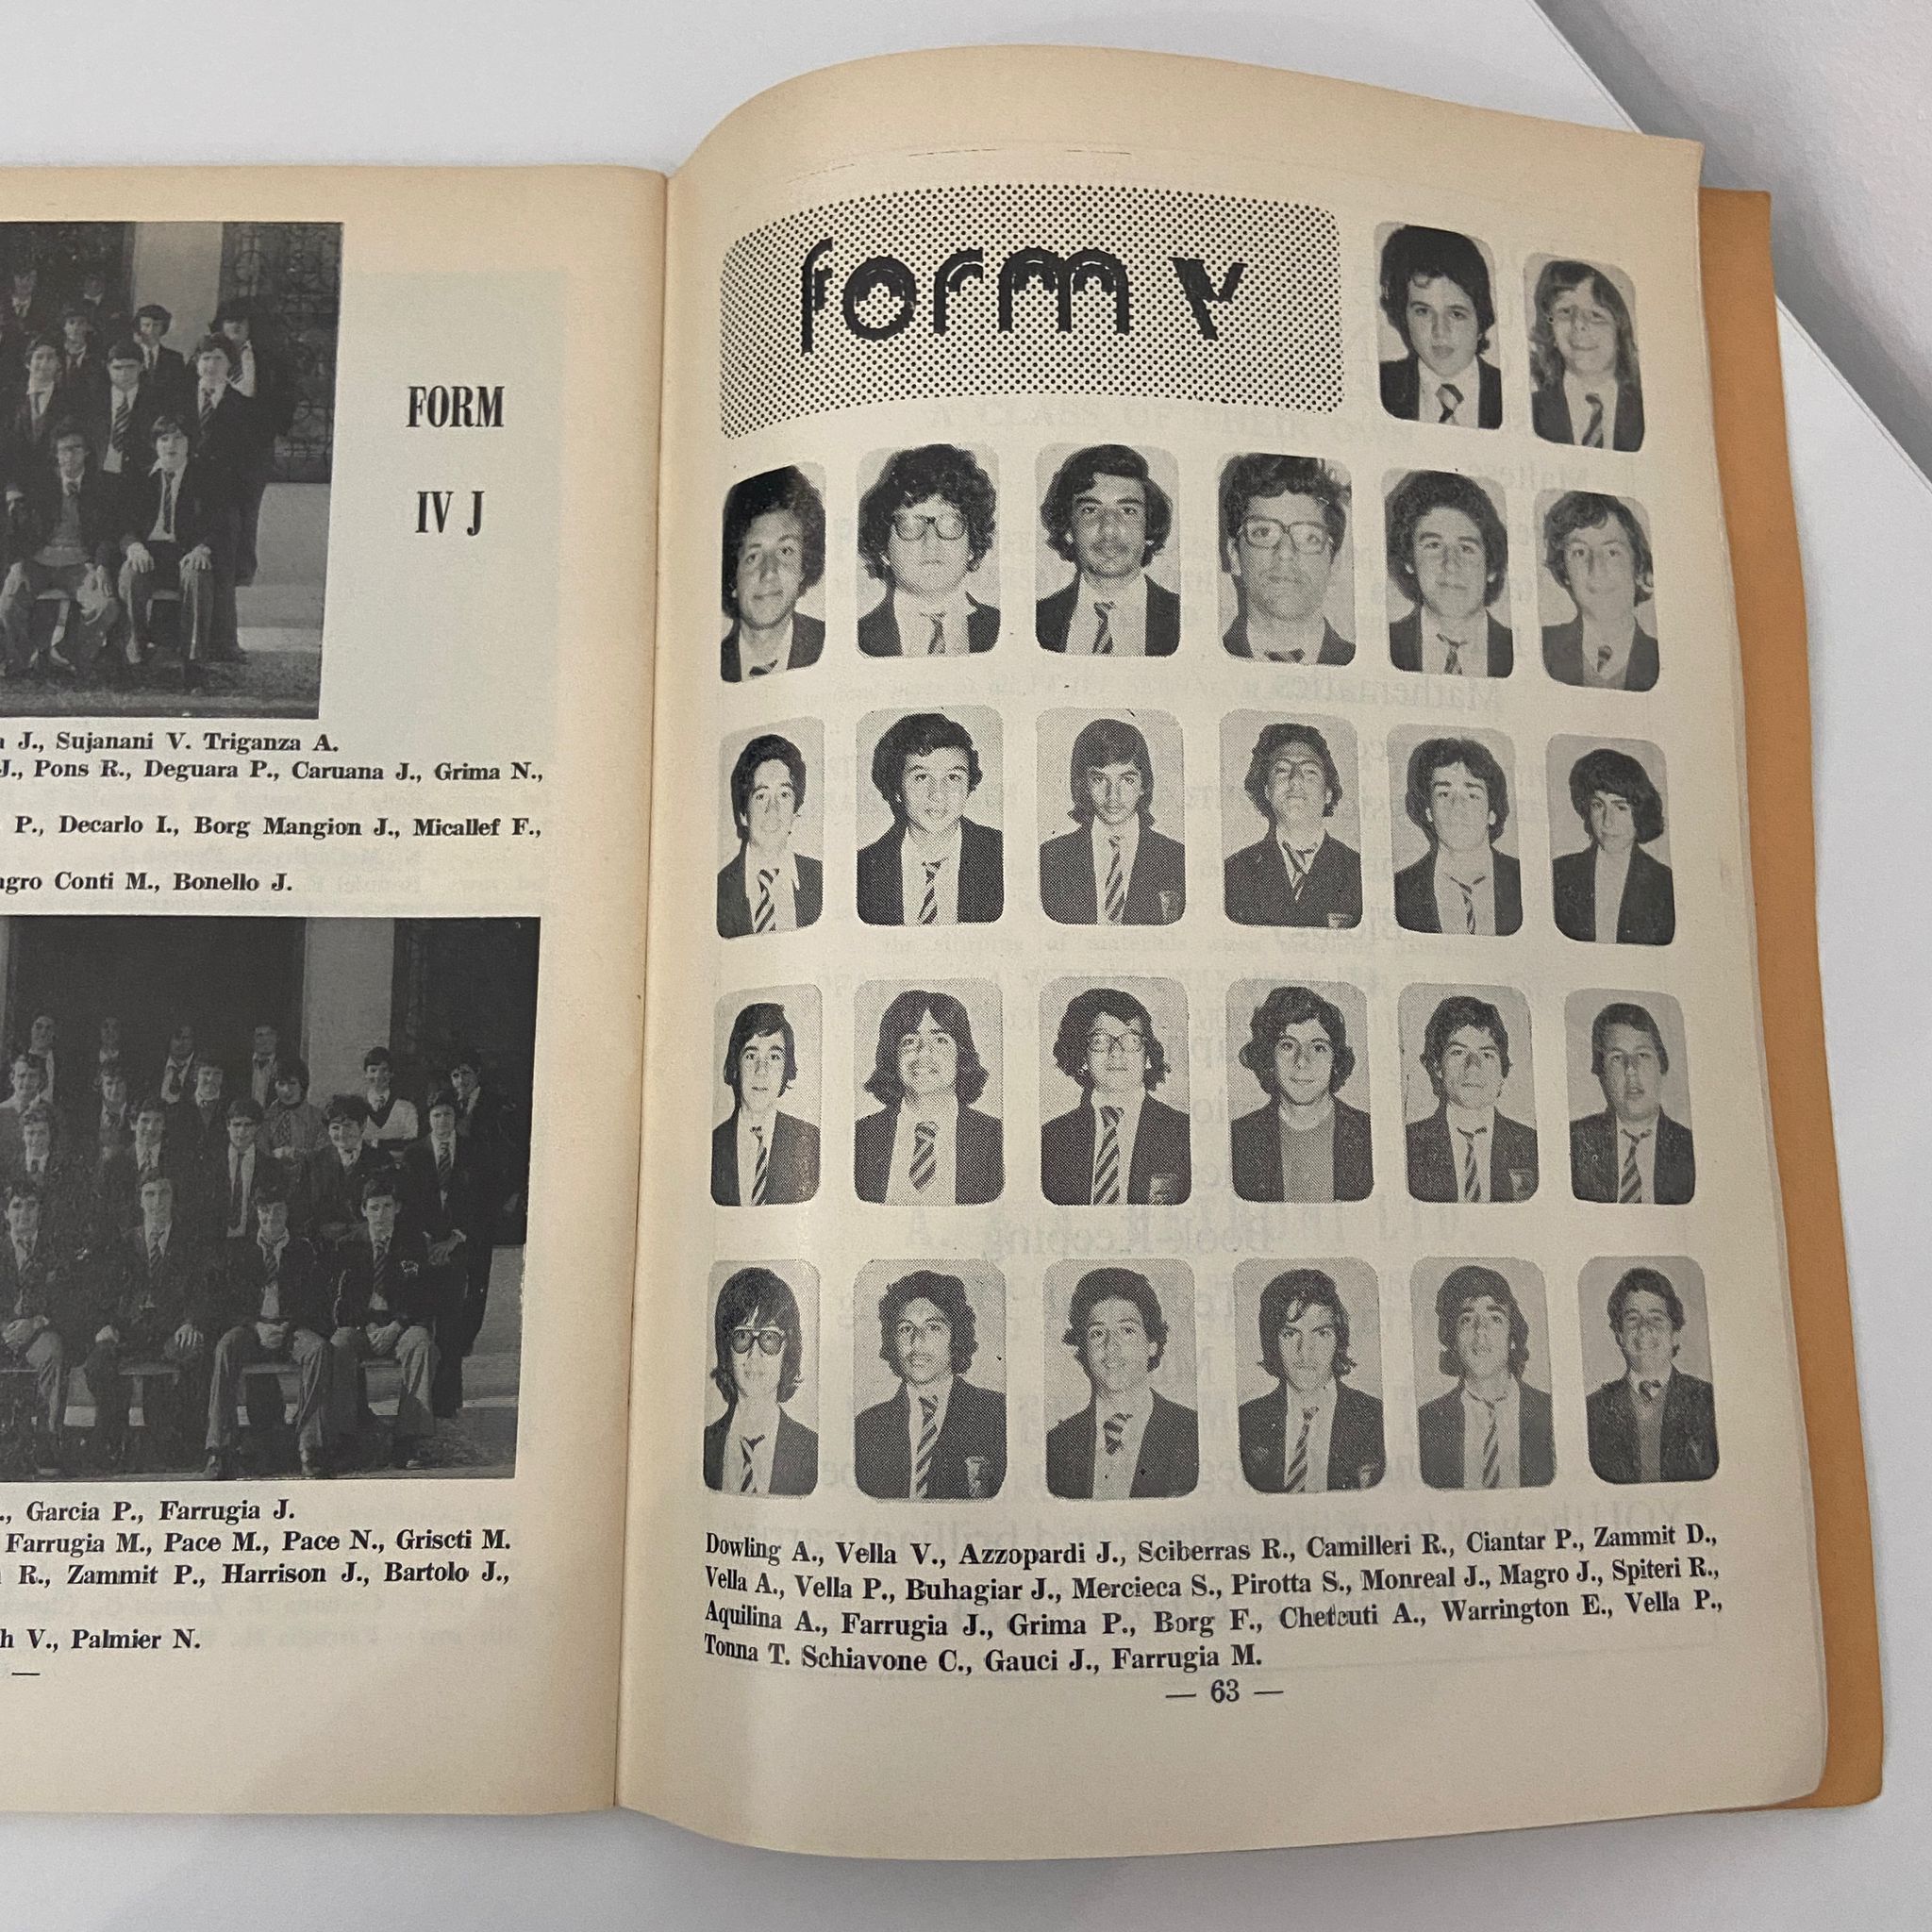 FORM
IV J
J., Sujanani V. Triganza A.
J., Pons R., Deguara P., Caruana J., Grima N.,
P., Decarlo I., Borg Mangion J., Micallef F.,
Conti M., Bonello J.
Garcia P., Farrugia J.
Farrugia M., Pace M., Pace N., Griscti M.
R., Zammit P., Harrison J., Bartolo J.,
V., Palmier N.
form v
Dowling A., Vella V., Azzopardi J., Sciberras R., Camilleri R., Ciantar P., Zammit D.,
Vella A., Vella P., Buhagiar J., Mercieca S., Pirotta S., Monreal J., Magro J., Spiteri R.,
Aquilina A., Farrugia J., Grima P., Borg F., Chetcuti A., Warrington E., Vella P.,
Tonna T. Schiavone C., Gauci J., Farrugia M.
— 63 —